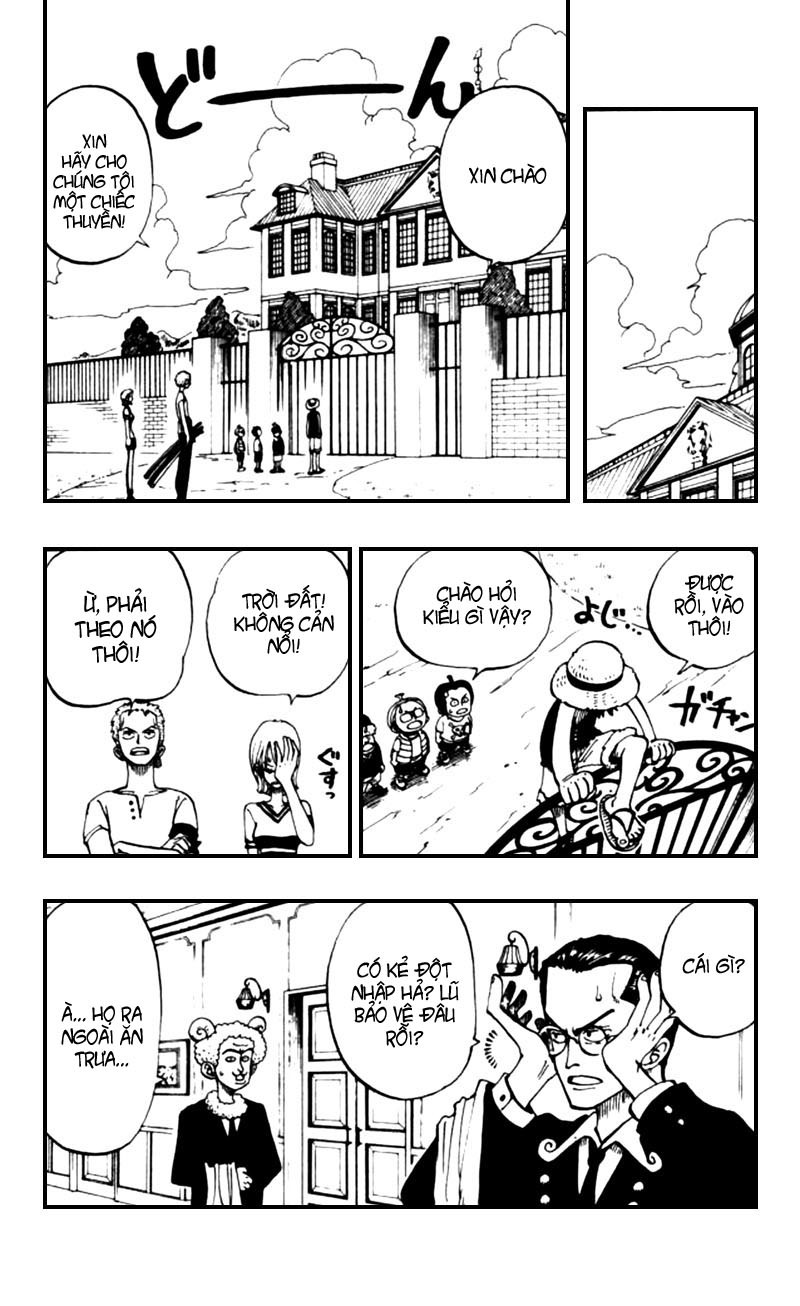 どーん
XIN CHÀO
XIN
HÃY CHO
CHÚNG TÔI
MỘT CHIẾC
THUYỀN!
ĐƯỢC
RỒI, VÀO
THÔI!
よじ...
ガチャン
CHÀO HỎI
KIỂU GÌ VẬY?
TRỜI ĐẤT!
KHÔNG CẢN
NỔI!
ぐすっ
Ừ, PHẢI
THEO NÓ
THÔI!
CÁI GÌ?
CÓ KẺ ĐỘT
NHẬP HẢ? LŨ
BẢO VỆ ĐÂU
RỒI?
À... HỌ RA
NGOÀI ĂN
TRƯA...